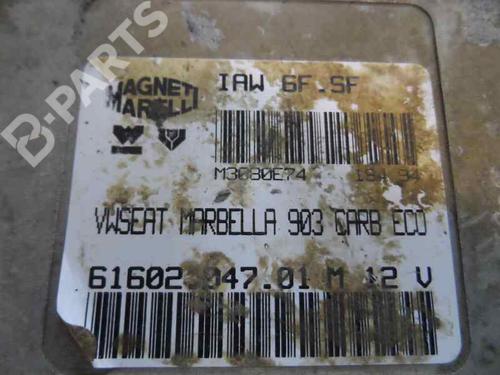 B-PARTS
MAGNETI MARELLI
IAW 6F.SF
M3080E74
VWSEAT MARBELLA 903 CARB ECO
61602.047.01 M 12 V